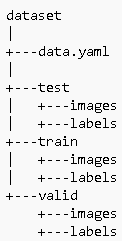 dataset
|
+---data.yaml
|
+---test
|   +---images
|   +---labels
+---train
|   +---images
|   +---labels
+---valid
    +---images
    +---labels